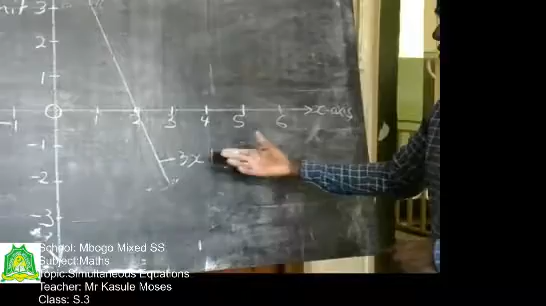 3
2
1
-1 0 1 2 3 4 5 6 x-axis
-1
3x
-2
-3
School: Mbogo Mixed SS
Subject:Maths
Topic:Simultaneous Equations
Teacher: Mr Kasule Moses
Class: S.3